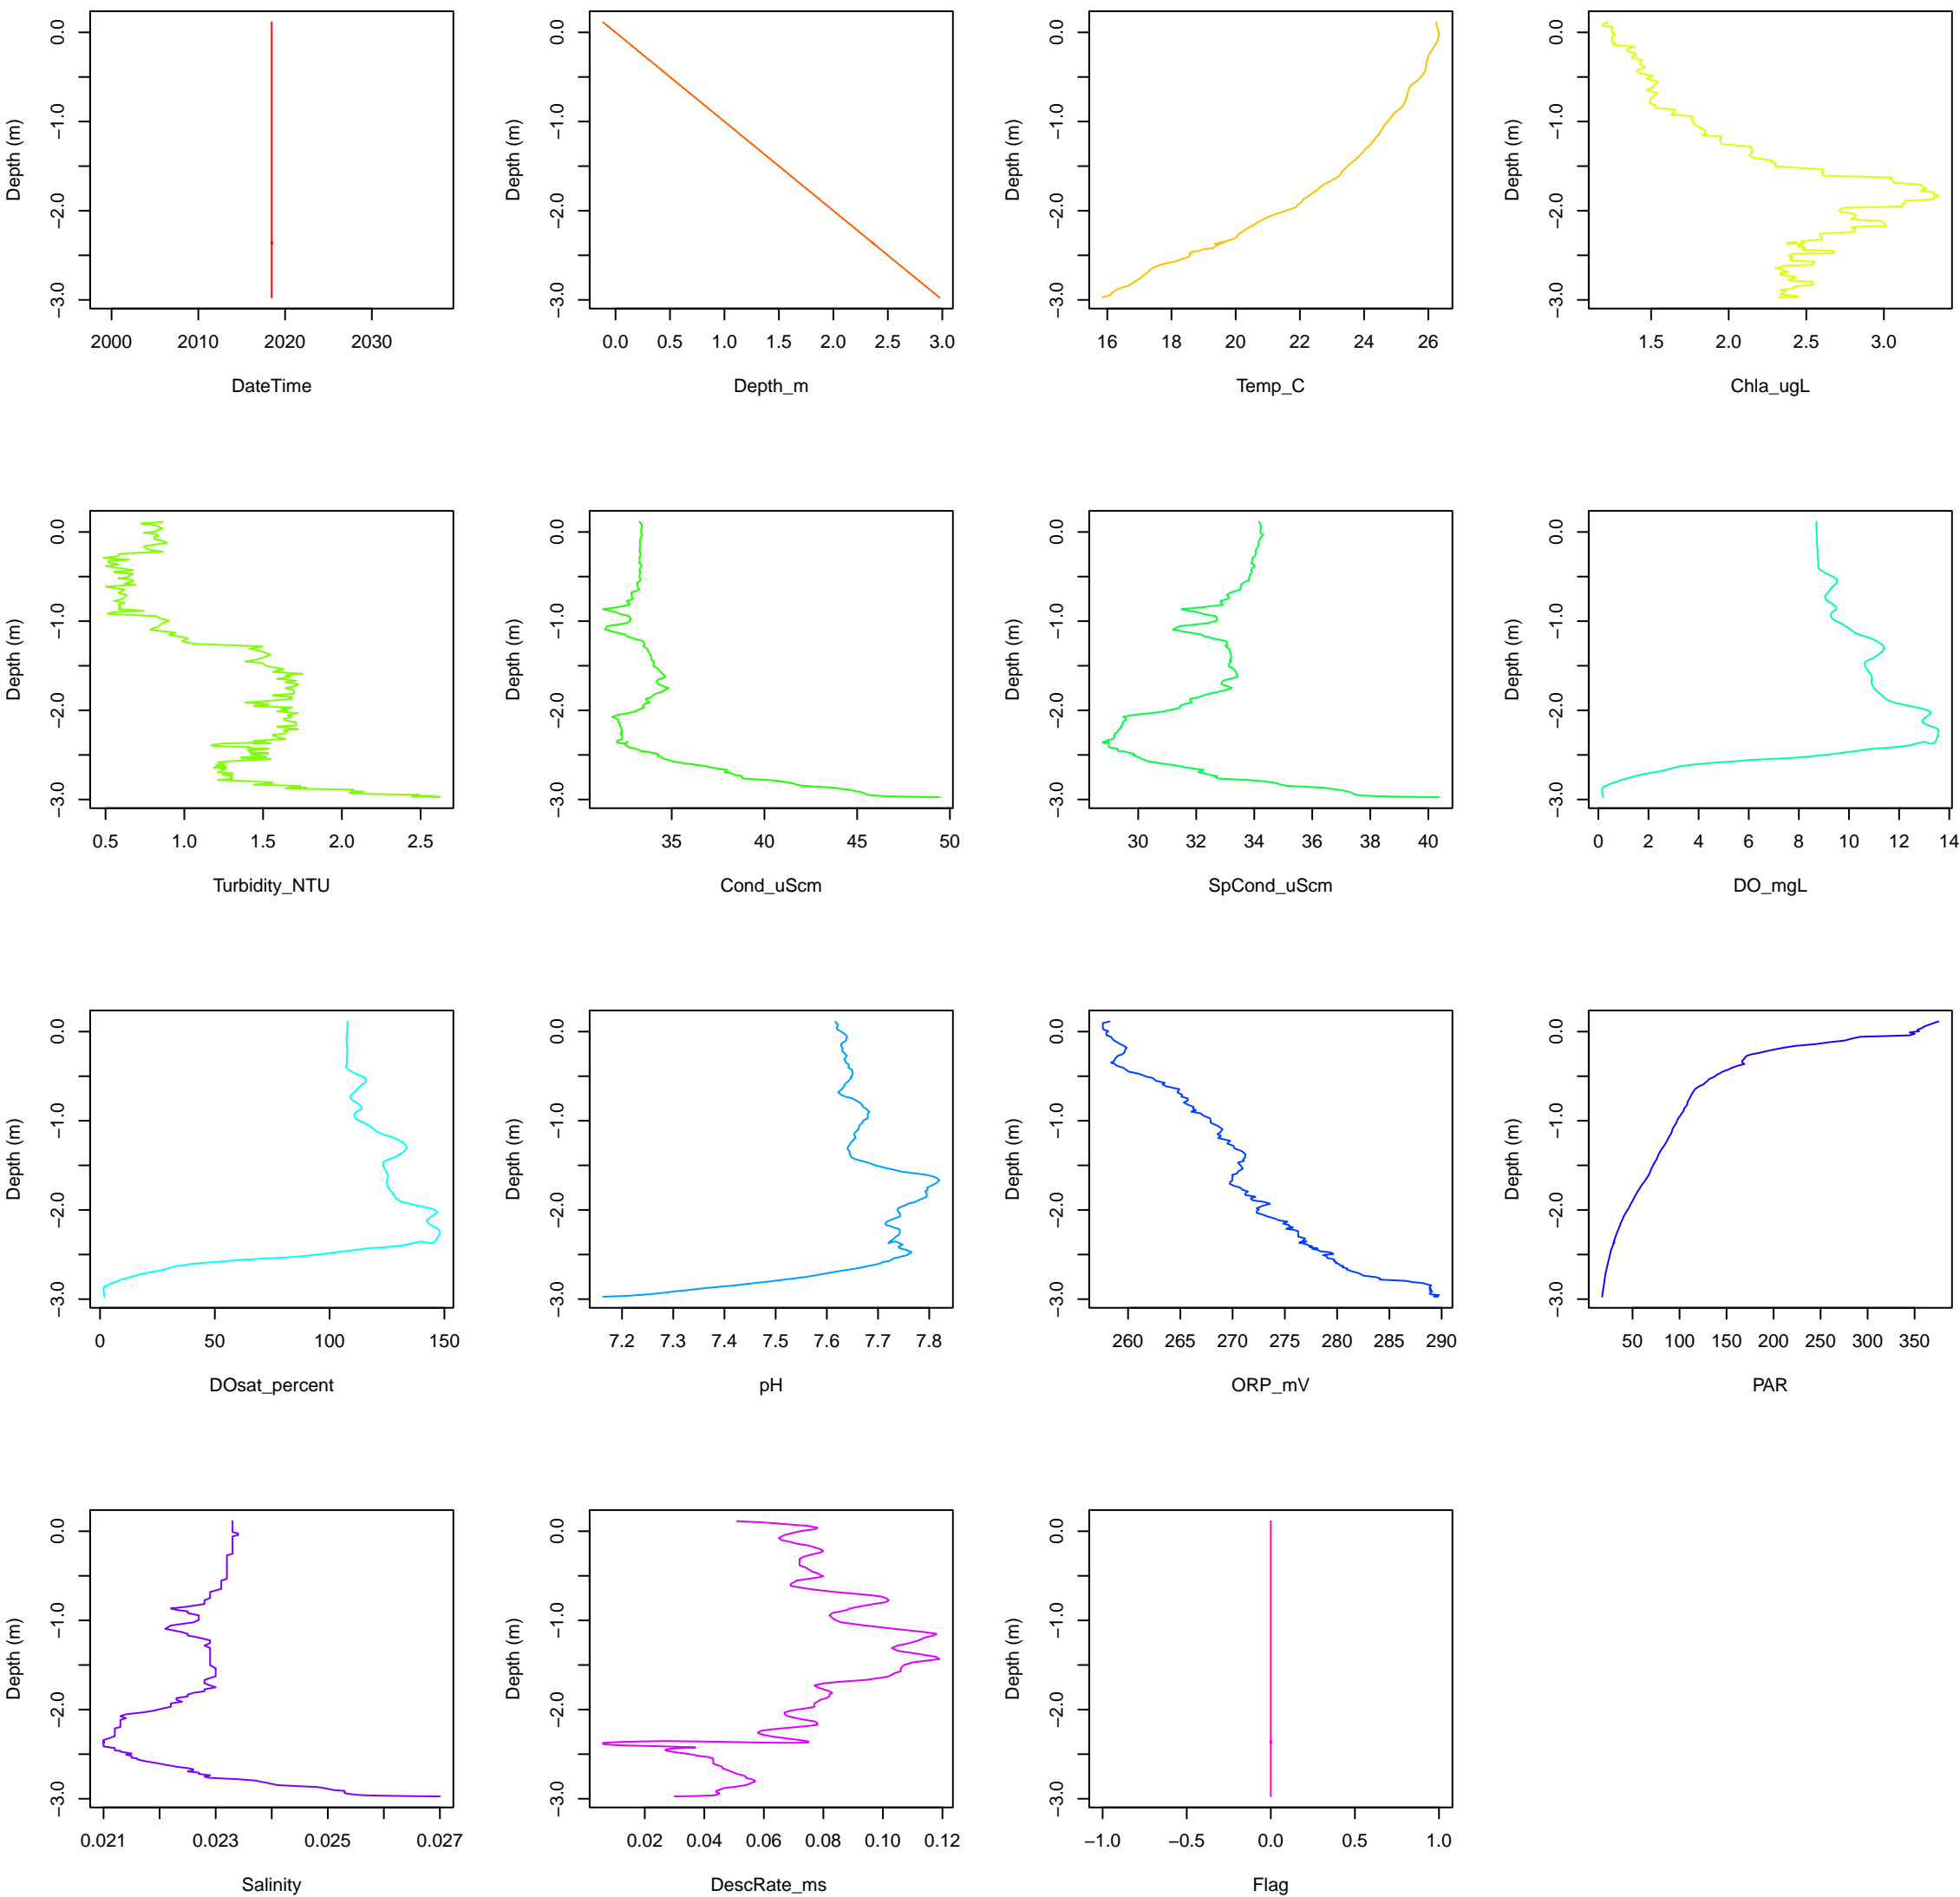 Depth (m)
0.0
−1.0
−2.0
−3.0
2000 2010 2020 2030
DateTime
Depth (m)
0.0
−1.0
−2.0
−3.0
0.0 0.5 1.0 1.5 2.0 2.5 3.0
Depth_m
Depth (m)
0.0
−1.0
−2.0
−3.0
16 18 20 22 24 26
Temp_C
Depth (m)
0.0
−1.0
−2.0
−3.0
1.5 2.0 2.5 3.0
Chla_ugL
Depth (m)
0.0
−1.0
−2.0
−3.0
0.5 1.0 1.5 2.0 2.5
Turbidity_NTU
Depth (m)
0.0
−1.0
−2.0
−3.0
35 40 45 50
Cond_uScm
Depth (m)
0.0
−1.0
−2.0
−3.0
30 32 34 36 38 40
SpCond_uScm
Depth (m)
0.0
−1.0
−2.0
−3.0
0 2 4 6 8 10 12 14
DO_mgL
Depth (m)
0.0
−1.0
−2.0
−3.0
0 50 100 150
DOsat_percent
Depth (m)
0.0
−1.0
−2.0
−3.0
7.2 7.3 7.4 7.5 7.6 7.7 7.8
pH
Depth (m)
0.0
−1.0
−2.0
−3.0
260 265 270 275 280 285 290
ORP_mV
Depth (m)
0.0
−1.0
−2.0
−3.0
50 100 150 200 250 300 350
PAR
Depth (m)
0.0
−1.0
−2.0
−3.0
0.021 0.023 0.025 0.027
Salinity
Depth (m)
0.0
−1.0
−2.0
−3.0
0.02 0.04 0.06 0.08 0.10 0.12
DescRate_ms
Depth (m)
0.0
−1.0
−2.0
−3.0
−1.0 −0.5 0.0 0.5 1.0
Flag